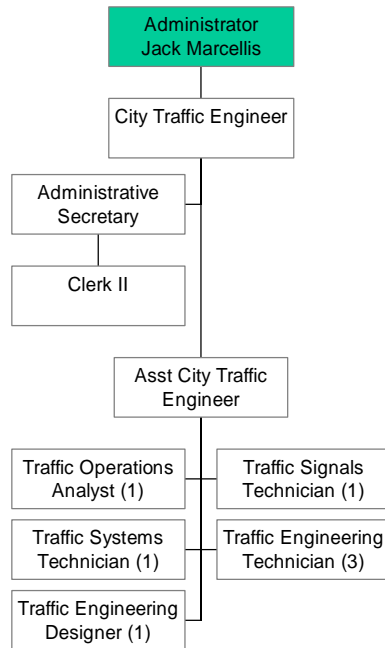 Administrator
Jack Marcellis
City Traffic Engineer
Administrative
Secretary
Clerk II
Asst City Traffic
Engineer
Traffic Operations
Analyst (1)
Traffic Signals
Technician (1)
Traffic Systems
Technician (1)
Traffic Engineering
Technician (3)
Traffic Engineering
Designer (1)